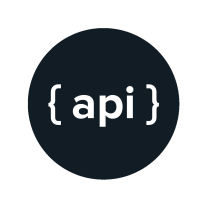 { api }